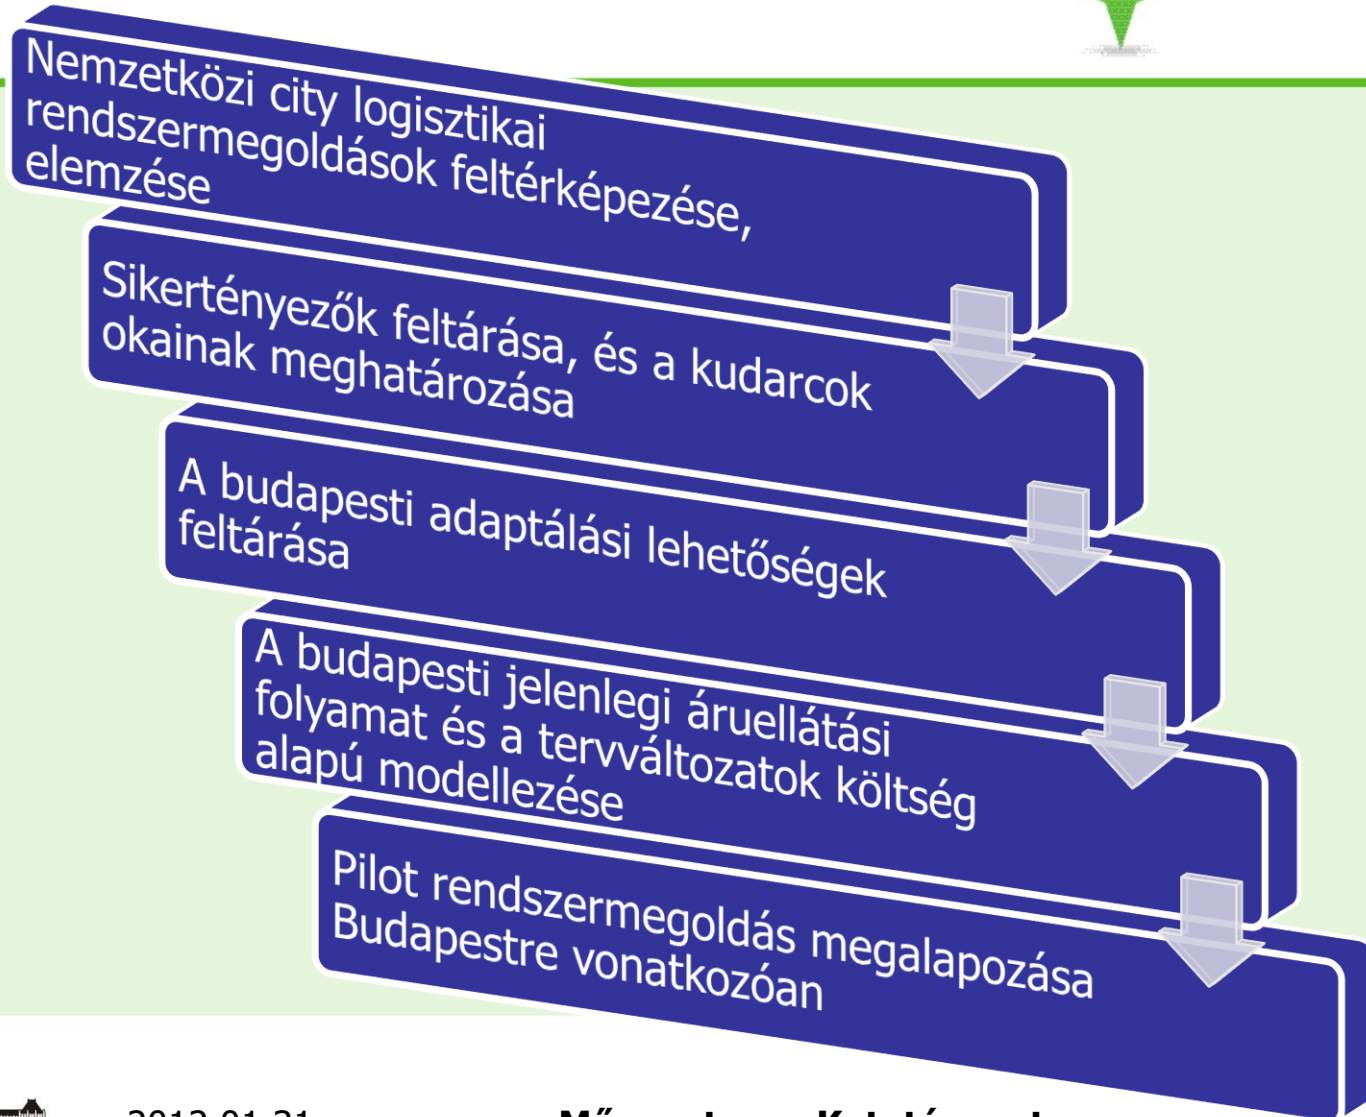 Nemzetközi city logisztikai
rendszermegoldások feltérképezése,
elemzése
Sikertényezők feltárása, és a kudarcok
okainak meghatározása
A budapesti adaptálási lehetőségek
feltárása
A budapesti jelenlegi áruellátási
folyamat és a tervváltozatok költség
alapú modellezése
Pilot rendszermegoldás megalapozása
Budapestre vonatkozóan